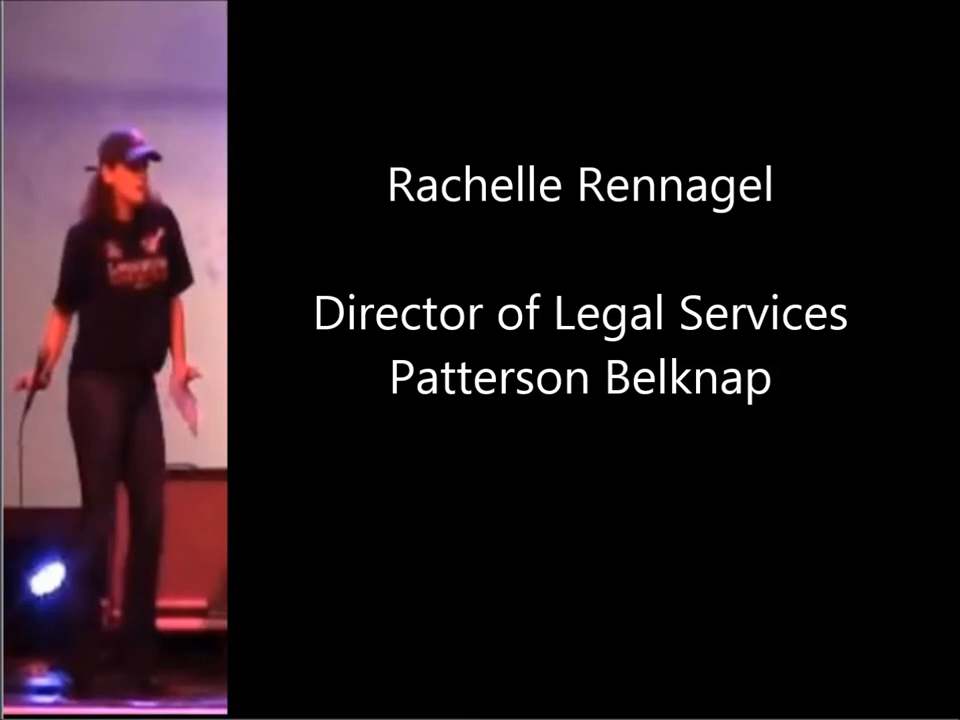 Rachelle Rennagel
Director of Legal Services
Patterson Belknap